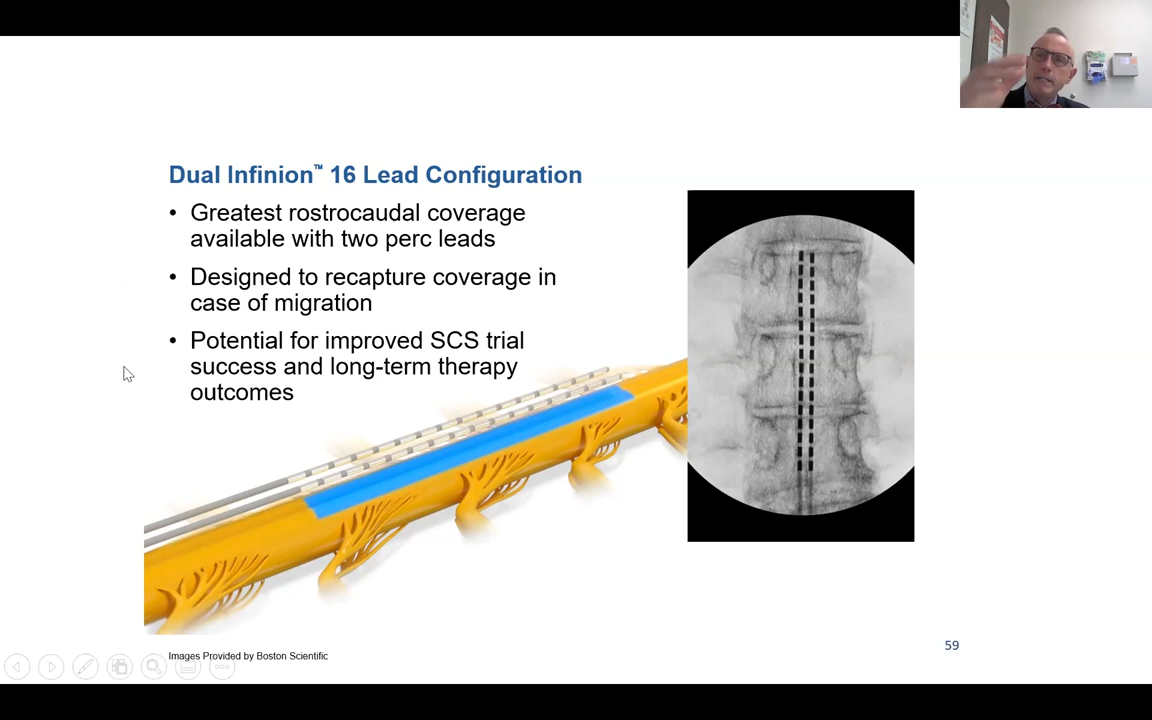 Dual Infinion™ 16 Lead Configuration
• Greatest rostrocaudal coverage
available with two perc leads
• Designed to recapture coverage in
case of migration
• Potential for improved SCS trial
success and long-term therapy
outcomes
59
Images Provided by Boston Scientific